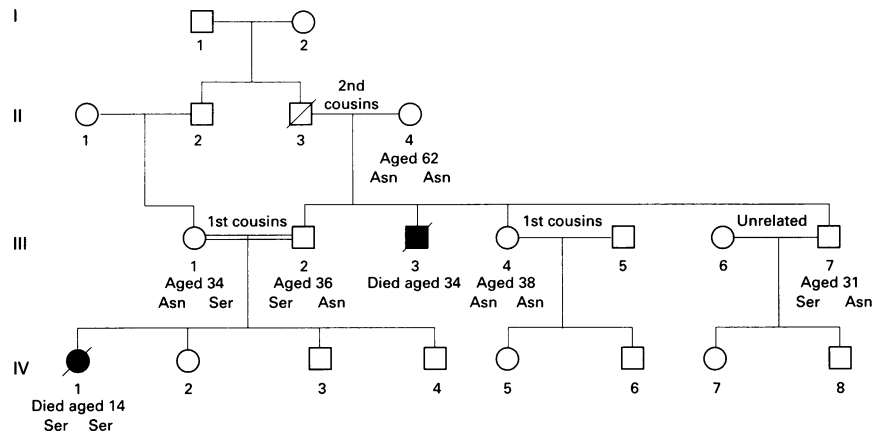 I
1 2
2nd
cousins
II
1 2 3 4
Aged 62
Asn Asn
1st cousins 1st cousins Unrelated
III
1 2 3 4 5 6 7
Aged 34 Aged 36 Died aged 34 Aged 38 Aged 31
Asn Ser Ser Asn Asn Asn Ser Asn
IV
1 2 3 4 5 6 7 8
Died aged 14
Ser Ser